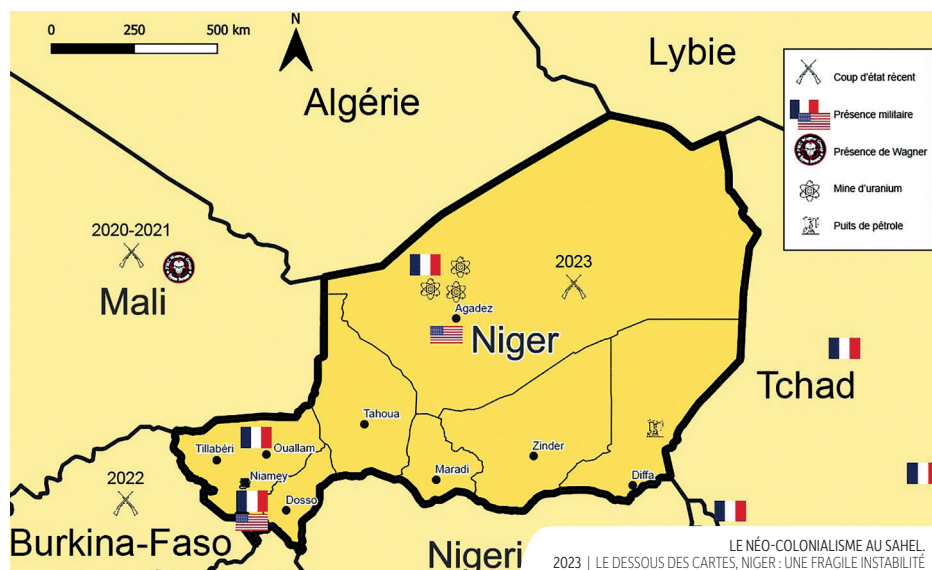 0 250 500 km
N
Lybie
Algérie
Coup d'état récent
Présence militaire
Présence de Wagner
Mine d'uranium
Puits de pétrole
2020-2021
Mali
2023
Agadez
Niger
Tchad
Tahoua
Tillabéri
Ouallam
Zinder
Niamey
Maradi
Diffa
2022
Dosso
Burkina-Faso
Nigeri
LE NÉO-COLONIALISME AU SAHEL.
2023 | LE DESSOUS DES CARTES, NIGER : UNE FRAGILE INSTABILITÉ